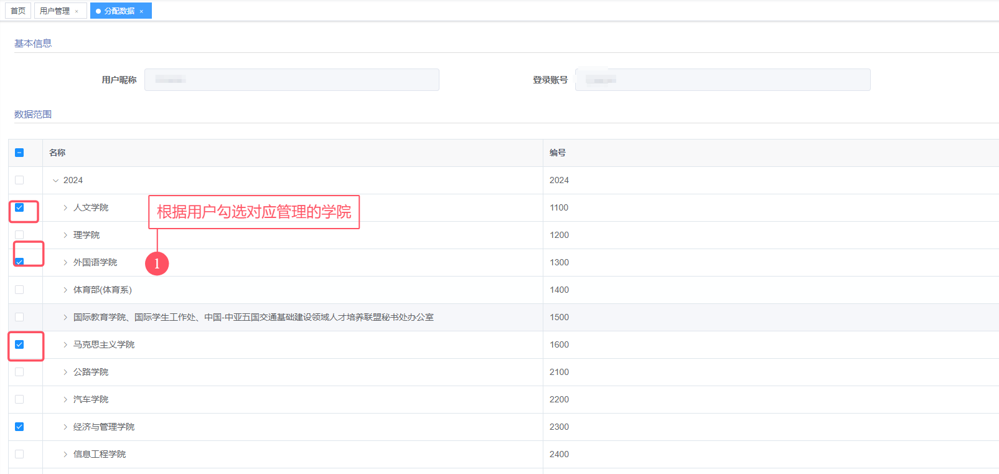 首页 用户管理 × 分配数据 ×
基本信息
用户昵称 登录账号
数据范围
名称 编号
2024 2024
人文学院 1100
根据用户勾选对应管理的学院
理学院 1200
外国语学院 1300
1
体育部(体育系) 1400
国际教育学院、国际学生工作处、中国-中亚五国交通基础建设领域人才培养联盟秘书处办公室 1500
马克思主义学院 1600
公路学院 2100
汽车学院 2200
经济与管理学院 2300
信息工程学院 2400